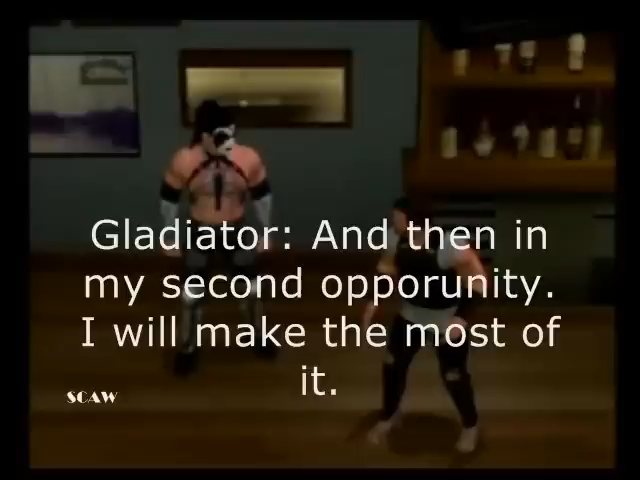 Gladiator: And then in
my second opporunity.
I will make the most of
it.
SCAW